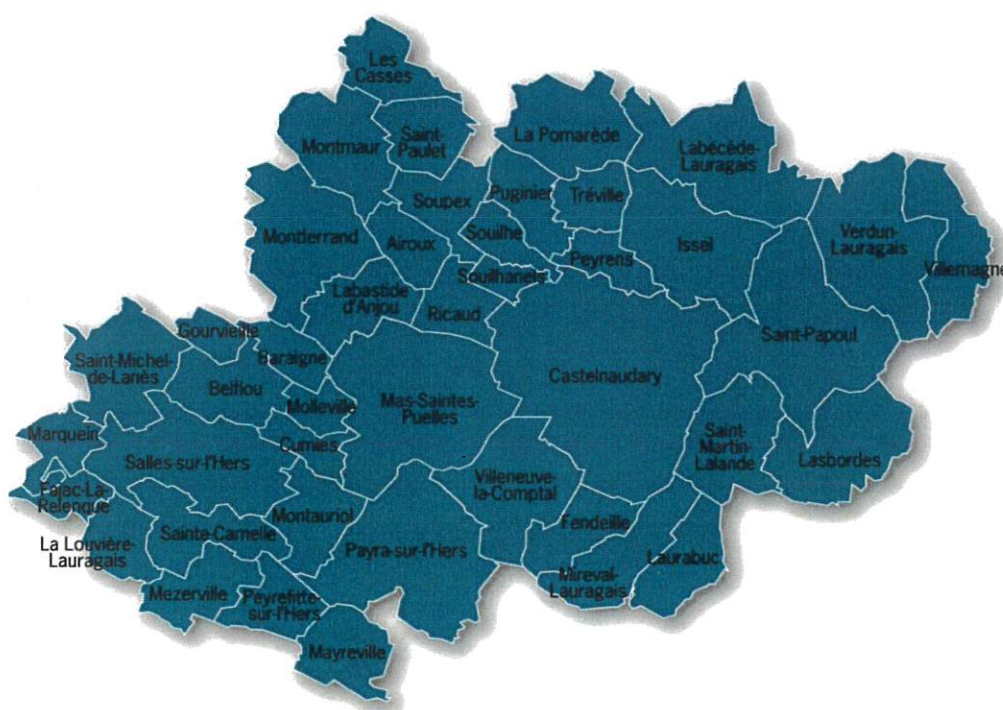 Les
Casses
Montmaur
Saint-
Paulet
La Pomarède
Labécède-
Lauragais
Soupex
Puginier
Tréville
Montferrand
Airoux
Souilhe
Issel
Verdun-
Lauragais
Peyrens
Villemagne
Souilhanels
Labastide
d'Anjou
Ricaud
Gourvieille
Saint-Papoul
Saint-Michel-
de-Lanès
Baraigne
Belflou
Castelnaudary
Molleville
Mas-Saintes-
Puelles
Marquein
Cumies
Saint-
Martin-
Lalande
Lasbordes
Salles-sur-l'Hers
Villeneuve-
la-Comptal
Fajac-La-
Relenque
Montauriol
Fendeille
Sainte-Camelle
La Louvière-
Lauragais
Payra-sur-l'Hers
Laurabuc
Mireval-
Lauragais
Mezerville
Peyrefitte-
sur-l'Hers
Mayreville